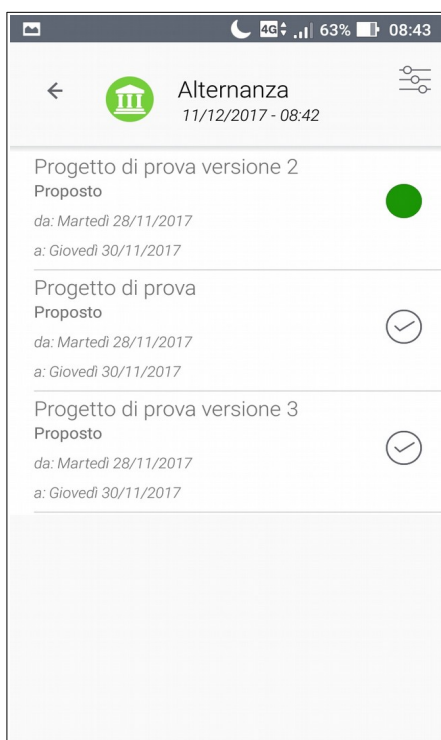 4G 63% 08:43
Alternanza
11/12/2017 - 08:42
Progetto di prova versione 2
Proposto
da: Martedì 28/11/2017
a: Giovedì 30/11/2017
Progetto di prova
Proposto
da: Martedì 28/11/2017
a: Giovedì 30/11/2017
Progetto di prova versione 3
Proposto
da: Martedì 28/11/2017
a: Giovedì 30/11/2017